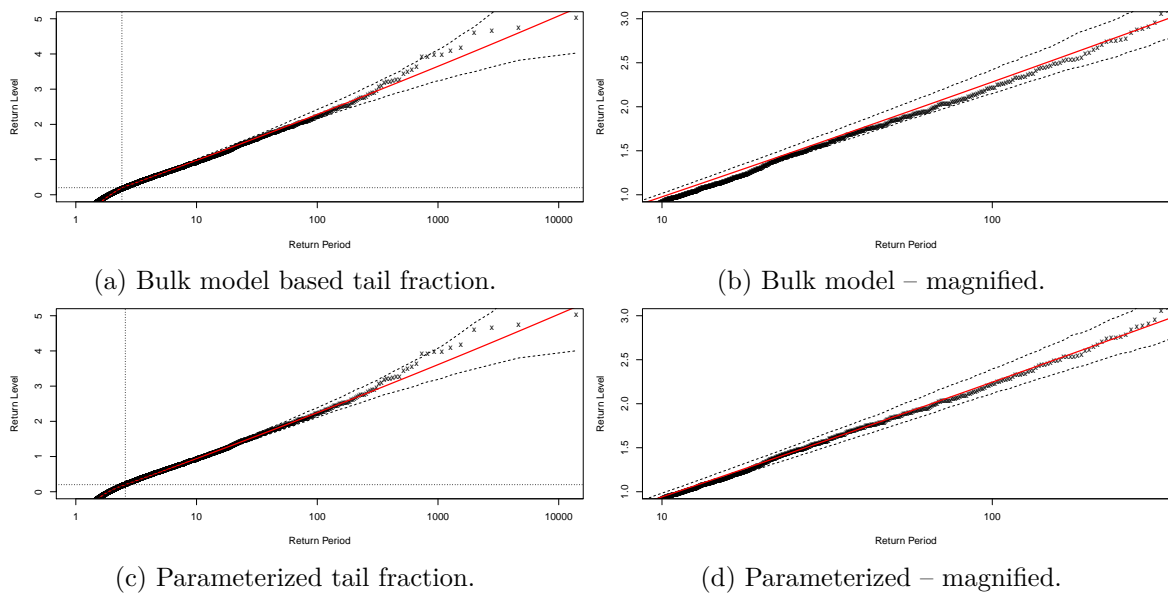 Return Level
5
4
3
2
1
0
1 10 100 1000 10000
Return Period
(a) Bulk model based tail fraction.
Return Level
3.0
2.5
2.0
1.5
1.0
10 100
Return Period
(b) Bulk model – magnified.
Return Level
5
4
3
2
1
0
1 10 100 1000 10000
Return Period
(c) Parameterized tail fraction.
Return Level
3.0
2.5
2.0
1.5
1.0
10 100
Return Period
(d) Parameterized – magnified.